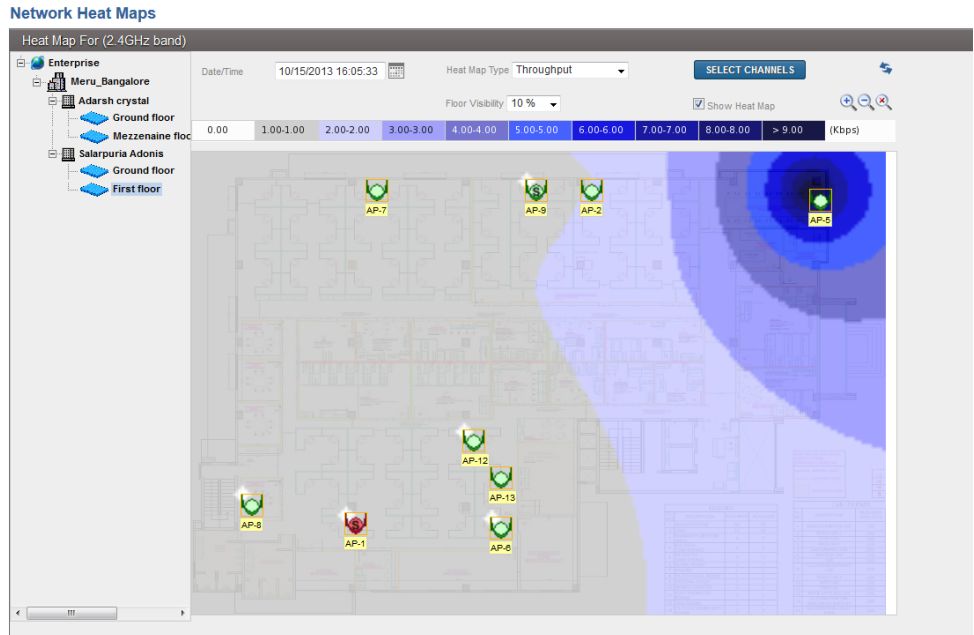 Network Heat Maps
Heat Map For (2.4GHz band)
Enterprise
Meru_Bangalore
Adarsh crystal
Ground floor
Mezzenaine floc
Salarpuria Adonis
Ground floor
First floor
Date/Time 10/15/2013 16:05:33 Heat Map Type Throughput SELECT CHANNELS
Floor Visibility 10 % Show Heat Map
0.00 1.00-1.00 2.00-2.00 3.00-3.00 4.00-4.00 5.00-5.00 6.00-6.00 7.00-7.00 8.00-8.00 > 9.00 (Kbps)
S
AP-7 AP-9 AP-2 AP-5
AP-12
AP-13
S
AP-8 AP-1 AP-6